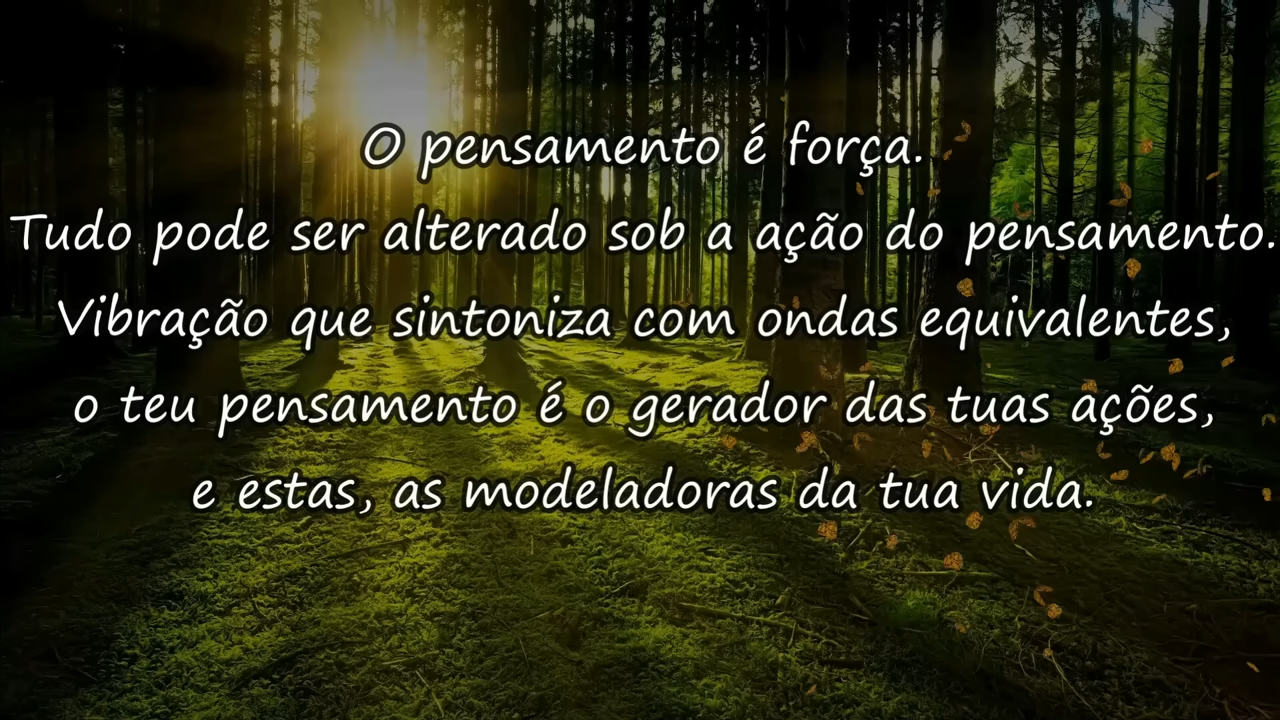 O pensamento é força.
Tudo pode ser alterado sob a ação do pensamento.
Vibração que sintoniza com ondas equivalentes,
o teu pensamento é o gerador das tuas ações,
e estas, as modeladoras da tua vida.